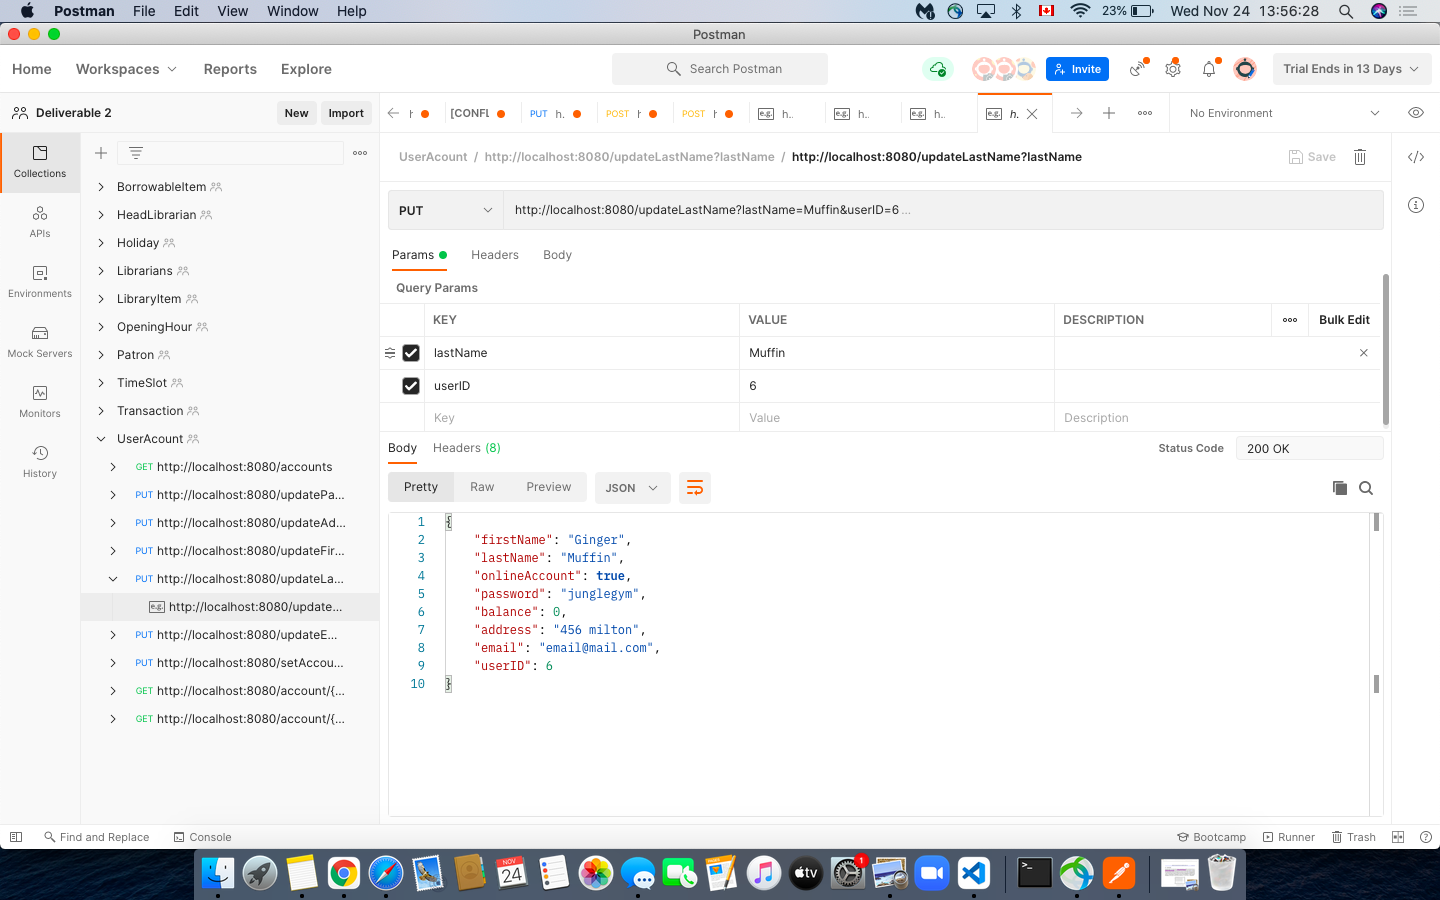 Postman File Edit View Window Help 23% Wed Nov 24 13:56:28
Postman
Home Workspaces Reports Explore Search Postman Invite Trial Ends in 13 Days
Deliverable 2 New Import [CONFL PUT h. POST h POST h e.g. h.. e.g. h.. e.g. h.. e.g. h. No Environment
UserAcount / http://localhost:8080/updateLastName?lastName / http://localhost:8080/updateLastName?lastName Save
Collections
APIs
Environments
Mock Servers
Monitors
History
BorrowableItem
HeadLibrarian
Holiday
Librarians
LibraryItem
OpeningHour
Patron
TimeSlot
Transaction
UserAcount
GET http://localhost:8080/accounts
PUT http://localhost:8080/updatePa...
PUT http://localhost:8080/updateAd...
PUT http://localhost:8080/updateFir...
PUT http://localhost:8080/updateLa...
e.g. http://localhost:8080/update...
PUT http://localhost:8080/updateE...
PUT http://localhost:8080/setAccou...
GET http://localhost:8080/account/{...
GET http://localhost:8080/account/{...
PUT http://localhost:8080/updateLastName?lastName=Muffin&userID=6 ...
Params Headers Body
Query Params
KEY VALUE DESCRIPTION Bulk Edit
lastName Muffin
userID 6
Key Value Description
Body Headers (8) Status Code 200 OK
Pretty Raw Preview JSON
1 {
2 "firstName": "Ginger",
3 "lastName": "Muffin",
4 "onlineAccount": true,
5 "password": "junglegym",
6 "balance": 0,
7 "address": "456 milton",
8 "email": "email@mail.com",
9 "userID": 6
10 }
Find and Replace Console Bootcamp Runner Trash
NOV
24
tv
1
>_